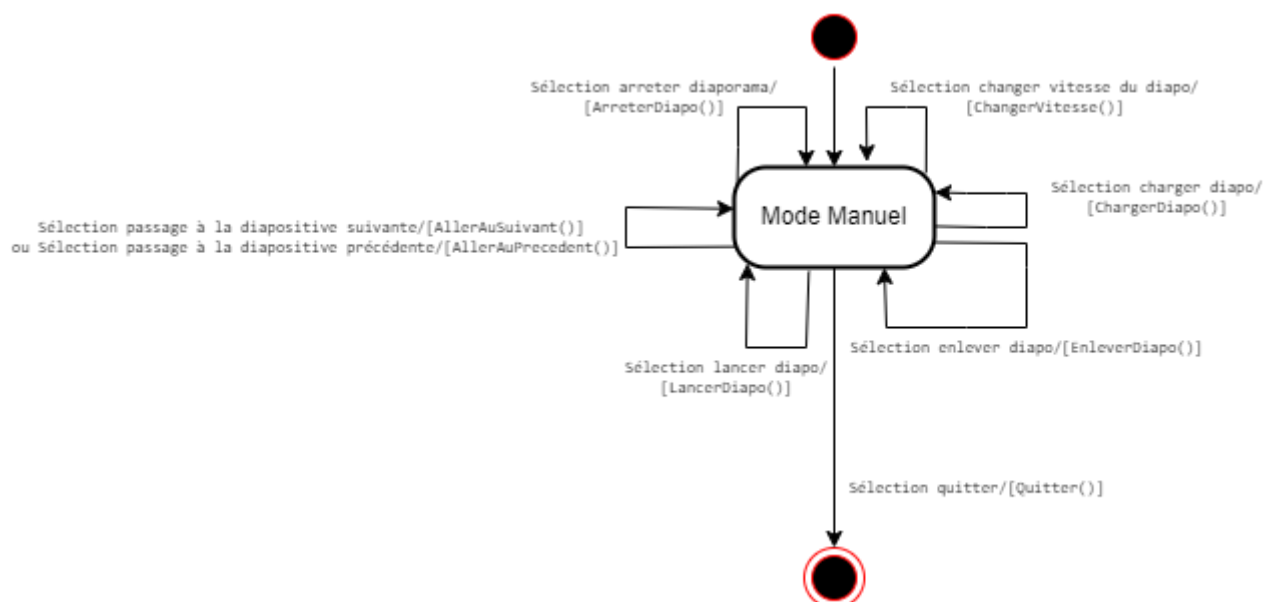 Sélection arreter diaporama/
[ArreterDiapo()]
Sélection changer vitesse du diapo/
[ChangerVitesse()]
Sélection charger diapo/
[ChargerDiapo()]
Mode Manuel
Sélection passage à la diapositive suivante/[AllerAuSuivant()]
ou Sélection passage à la diapositive précédente/[AllerAuPrecedent()]
Sélection enlever diapo/[EnleverDiapo()]
Sélection lancer diapo/
[LancerDiapo()]
Sélection quitter/[Quitter()]